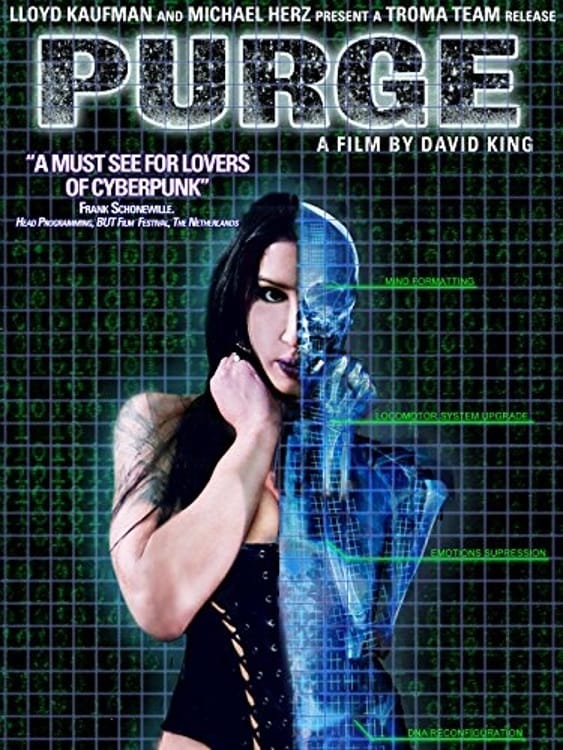 LLOYD KAUFMAN AND MICHAEL HERZ PRESENT A TROMA TEAM RELEASE
PURGE
A FILM BY DAVID KING
"A MUST SEE FOR LOVERS
OF CYBERPUNK"
FRANK SCHONEWILLE.
HEAD PROGRAMMING, BUT FILM FESTIVAL, THE NETHERLANDS
MIND FORMATTING
LOCOMOTOR SYSTEM UPGRADE
EMOTIONS SUPRESSION
DNA RECONFIGURATION